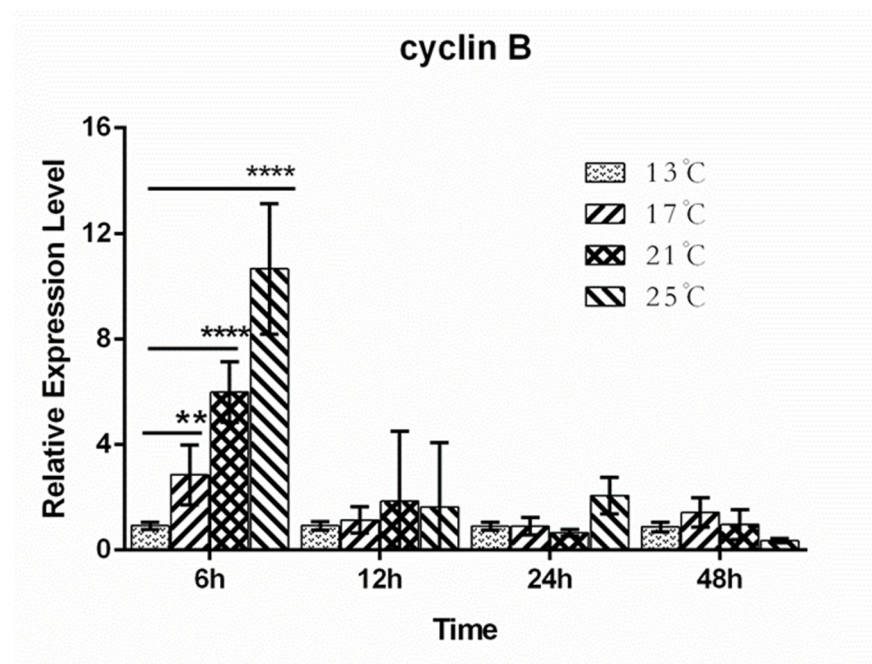 cyclin B
Relative Expression Level
16
12
8
4
0
****
****
**
13℃
17℃
21℃
25℃
6h
12h
24h
48h
Time